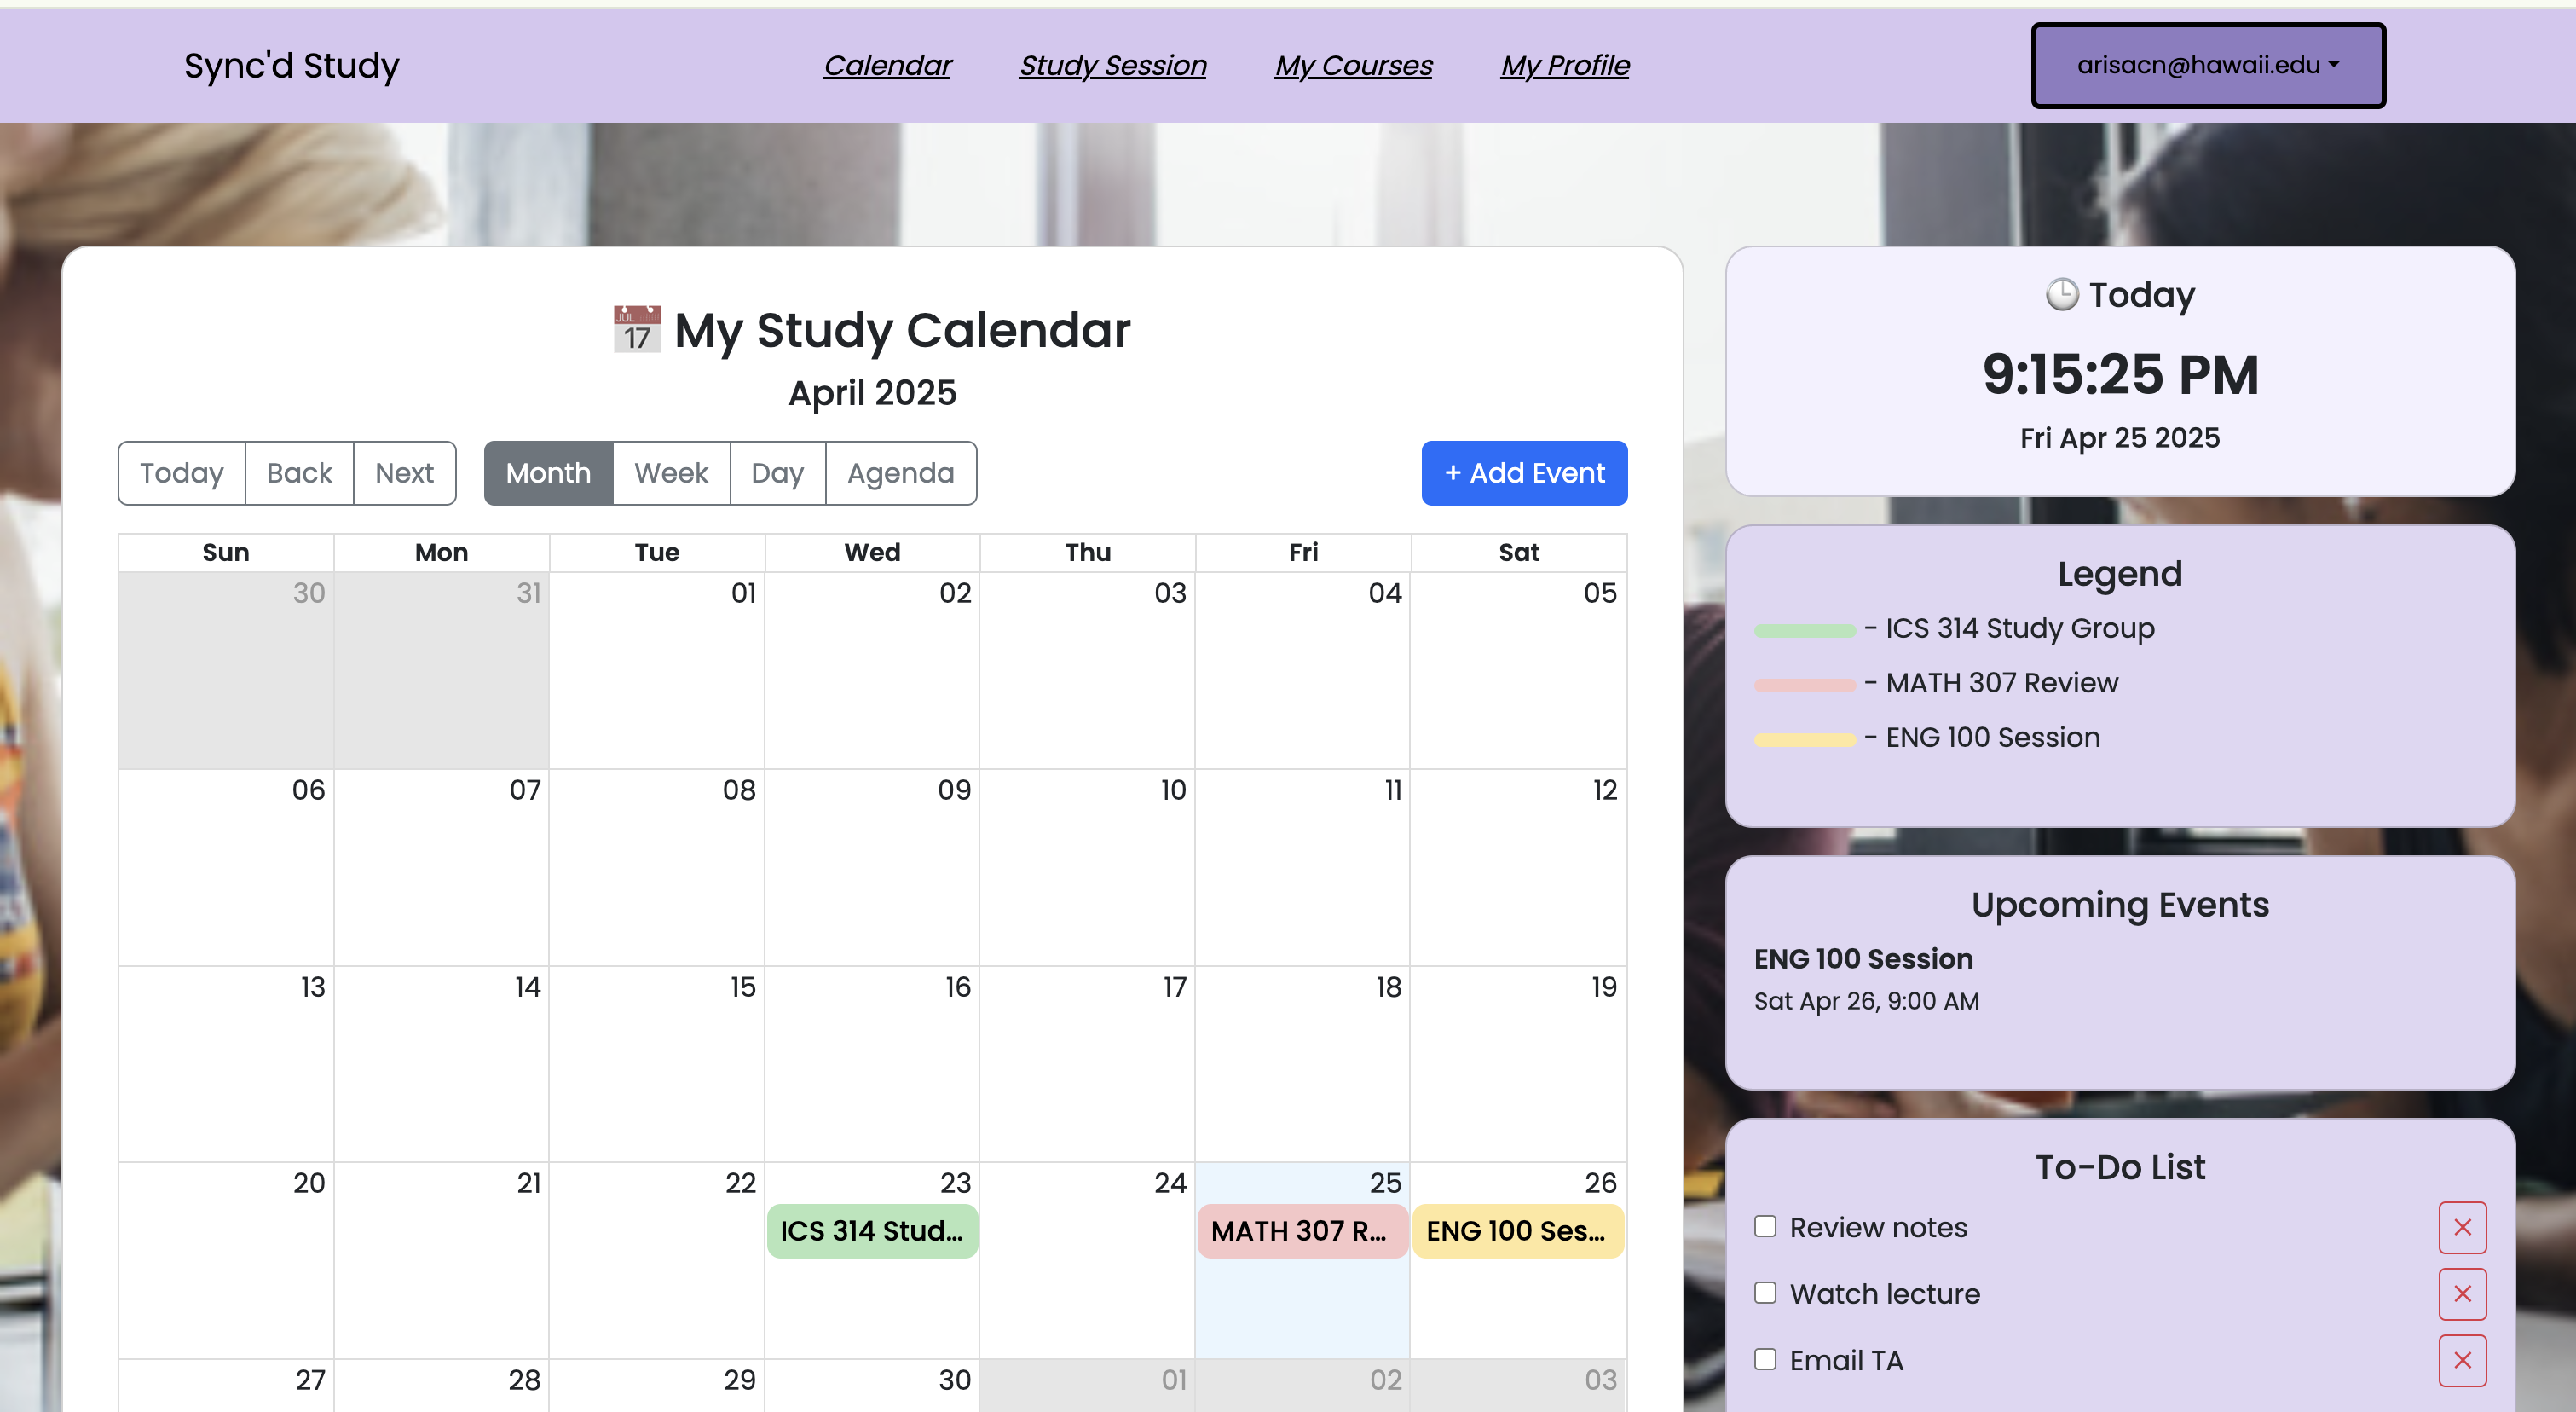 Sync'd Study
Calendar Study Session My Courses My Profile
arisacn@hawaii.edu
JUL 17 My Study Calendar
April 2025
Today Back Next Month Week Day Agenda + Add Event
Sun Mon Tue Wed Thu Fri Sat
30 31 01 02 03 04 05
06 07 08 09 10 11 12
13 14 15 16 17 18 19
20 21 22 23 24 25 26
ICS 314 Stud... MATH 307 R... ENG 100 Ses...
27 28 29 30 01 02 03
Today
9:15:25 PM
Fri Apr 25 2025
Legend
- ICS 314 Study Group
- MATH 307 Review
- ENG 100 Session
Upcoming Events
ENG 100 Session
Sat Apr 26, 9:00 AM
To-Do List
Review notes
Watch lecture
Email TA